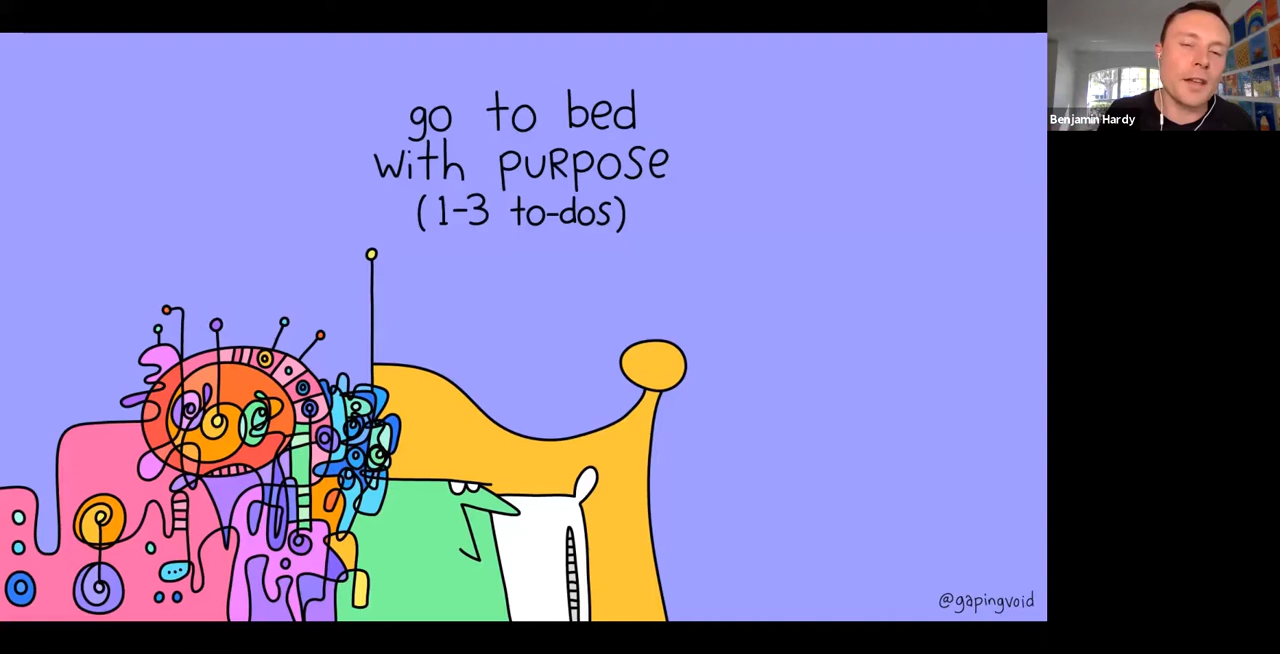 go to bed
with puRpoSe
(1-3 to-dos)
@gapingvoid
Benjamin Hardy